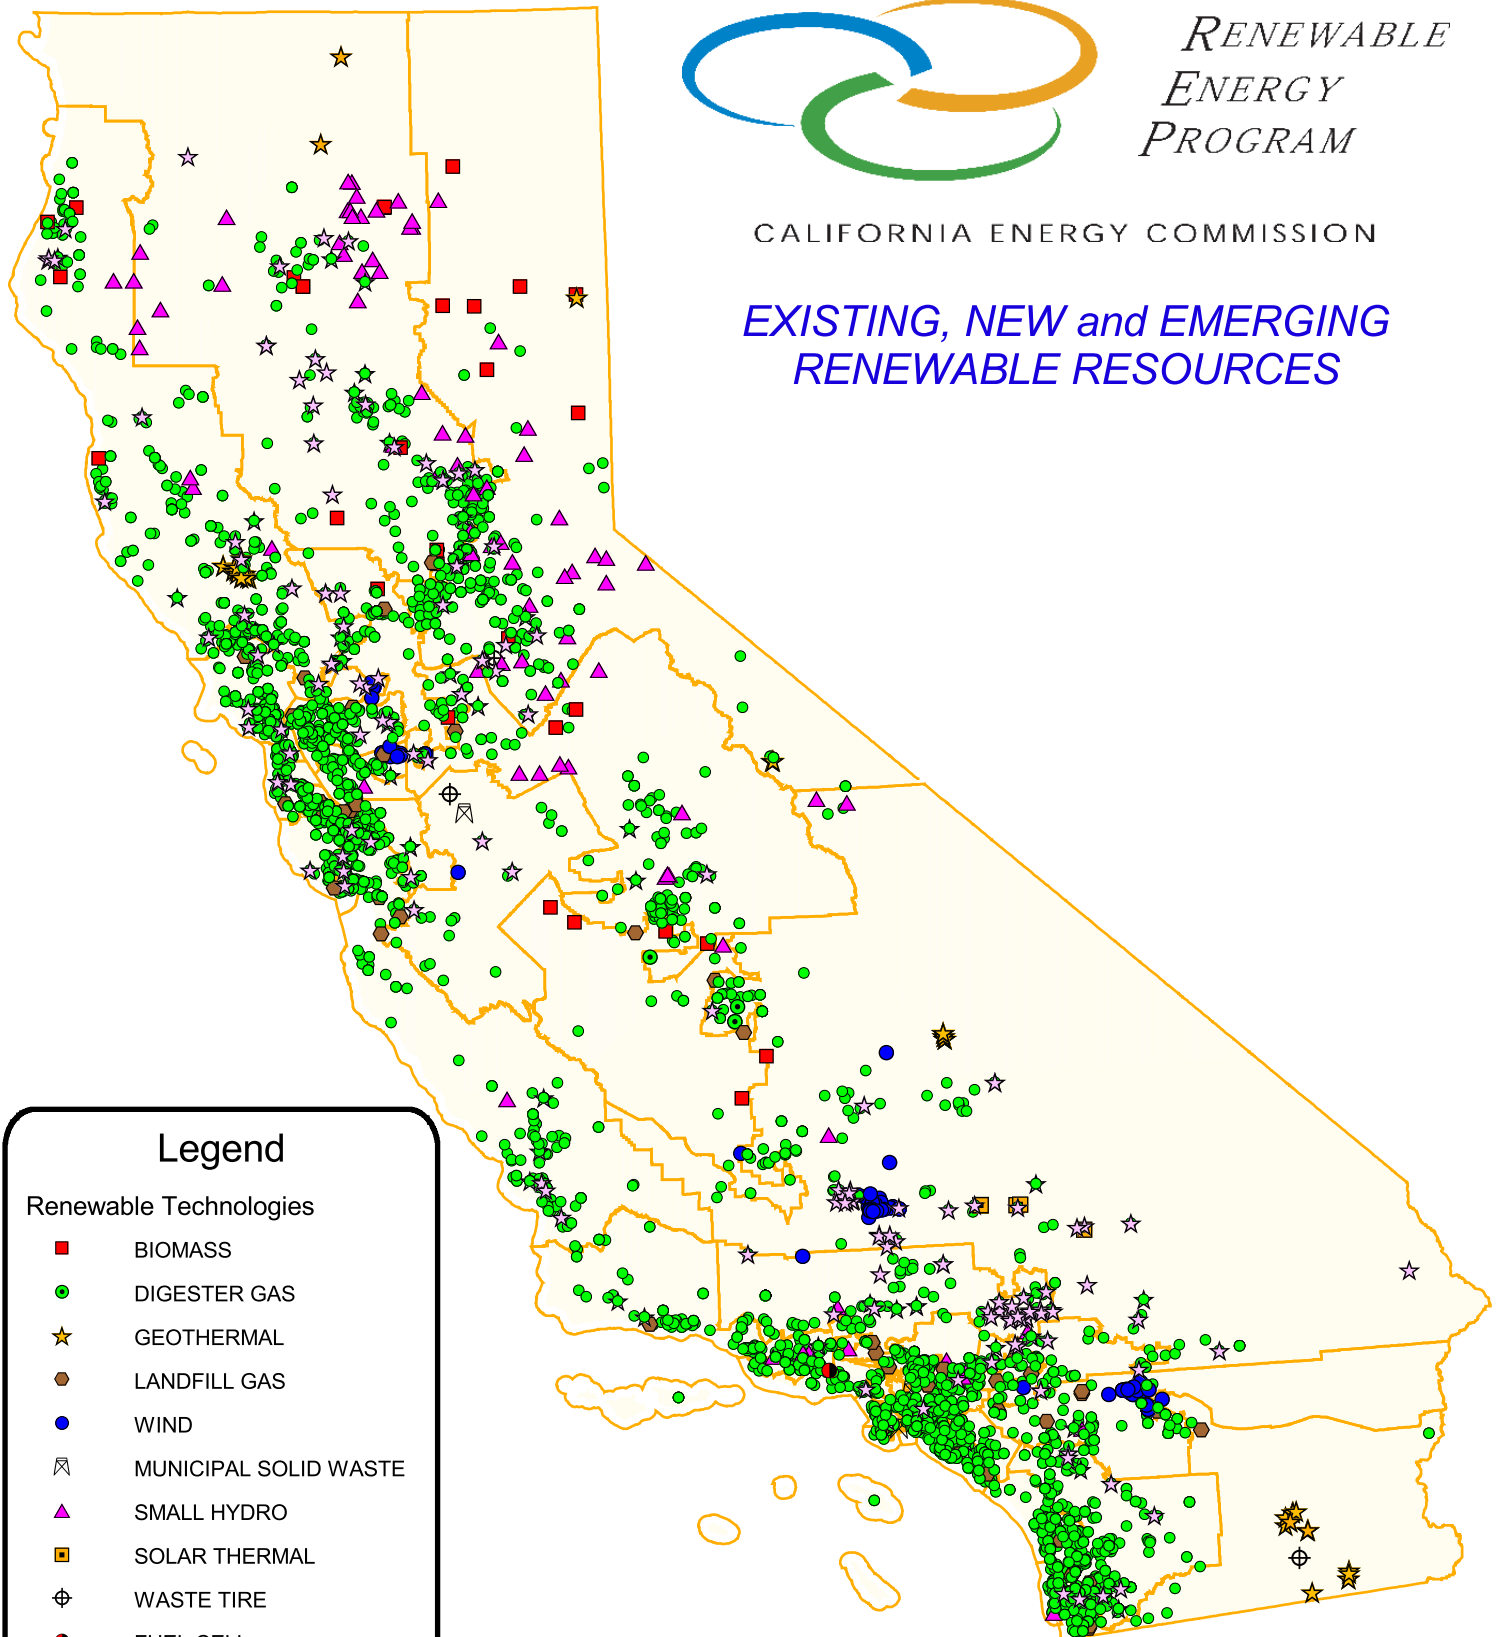 RENEWABLE
ENERGY
PROGRAM
CALIFORNIA ENERGY COMMISSION
EXISTING, NEW and EMERGING
RENEWABLE RESOURCES
Legend
Renewable Technologies
BIOMASS
DIGESTER GAS
GEOTHERMAL
LANDFILL GAS
WIND
MUNICIPAL SOLID WASTE
SMALL HYDRO
SOLAR THERMAL
WASTE TIRE